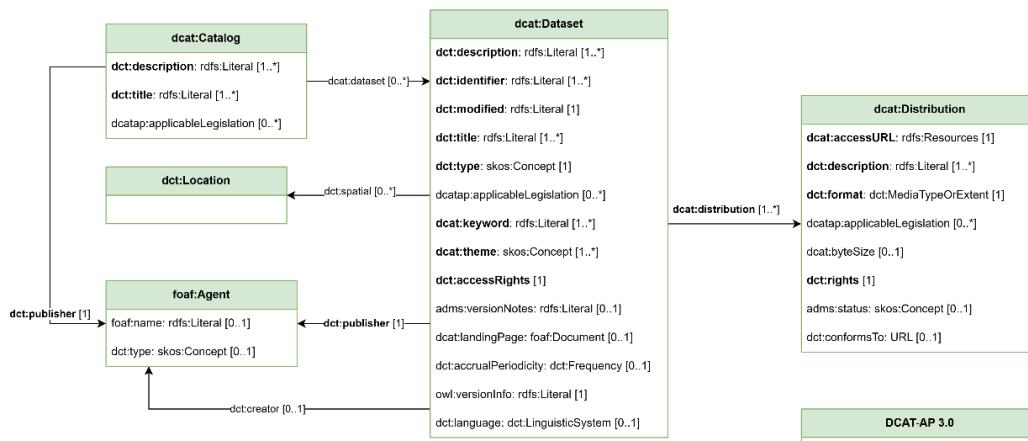 dcat:Catalog
dct:description: rdfs:Literal [1..*]
dct:title: rdfs:Literal [1..*]
dcatap:applicableLegislation [0..*]
dcat:dataset [0..*]
dct:Location
dct:spatial [0..*]
dct:publisher [1]
foaf:Agent
foaf:name: rdfs:Literal [0..1]
dct:type: skos:Concept [0..1]
dct:publisher [1]
dct:creator [0..1]
dcat:Dataset
dct:description: rdfs:Literal [1..*]
dct:identifier: rdfs:Literal [1..*]
dct:modified: rdfs:Literal [1]
dct:title: rdfs:Literal [1..*]
dct:type: skos:Concept [1]
dcatap:applicableLegislation [0..*]
dcat:keyword: rdfs:Literal [1..*]
dcat:theme: skos:Concept [1..*]
dct:accessRights [1]
adms:versionNotes: rdfs:Literal [0..1]
dcat:landingPage: foaf:Document [0..1]
dct:accrualPeriodicity: dct:Frequency [0..1]
owl:versionInfo: rdfs:Literal [1]
dct:language: dct:LinguisticSystem [0..1]
dcat:distribution [1..*]
dcat:Distribution
dcat:accessURL: rdfs:Resources [1]
dct:description: rdfs:Literal [1..*]
dct:format: dct:MediaTypeOrExtent [1]
dcatap:applicableLegislation [0..*]
dcat:byteSize [0..1]
dct:rights [1]
adms:status: skos:Concept [0..1]
dct:conformsTo: URL [0..1]
DCAT-AP 3.0